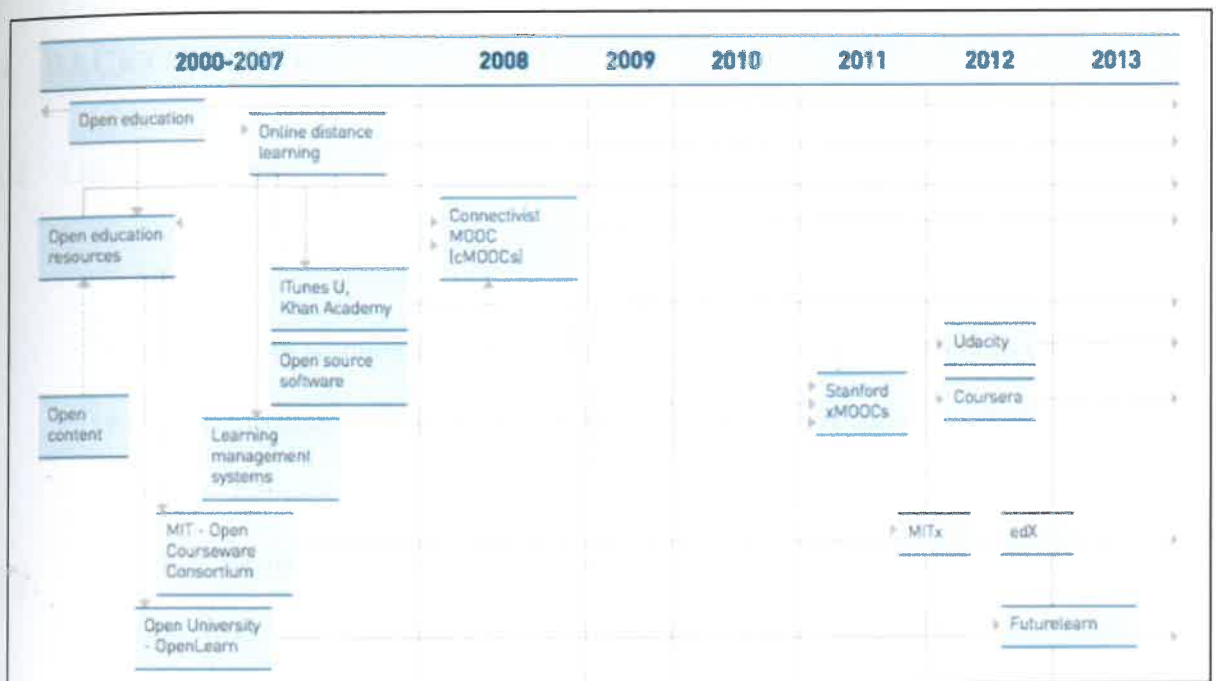 2000-2007 2008 2009 2010 2011 2012 2013
Open education
Online distance
learning
Open education
resources
Connectivist
MOOC
(cMOOCs)
ITunes U,
Khan Academy
Open source
software
Udacity
Stanford
xMOOCs
Coursera
Open
content
Learning
management
systems
MIT - Open
Courseware
Consortium
MITx
edX
Open University
- OpenLearn
Futurelearn